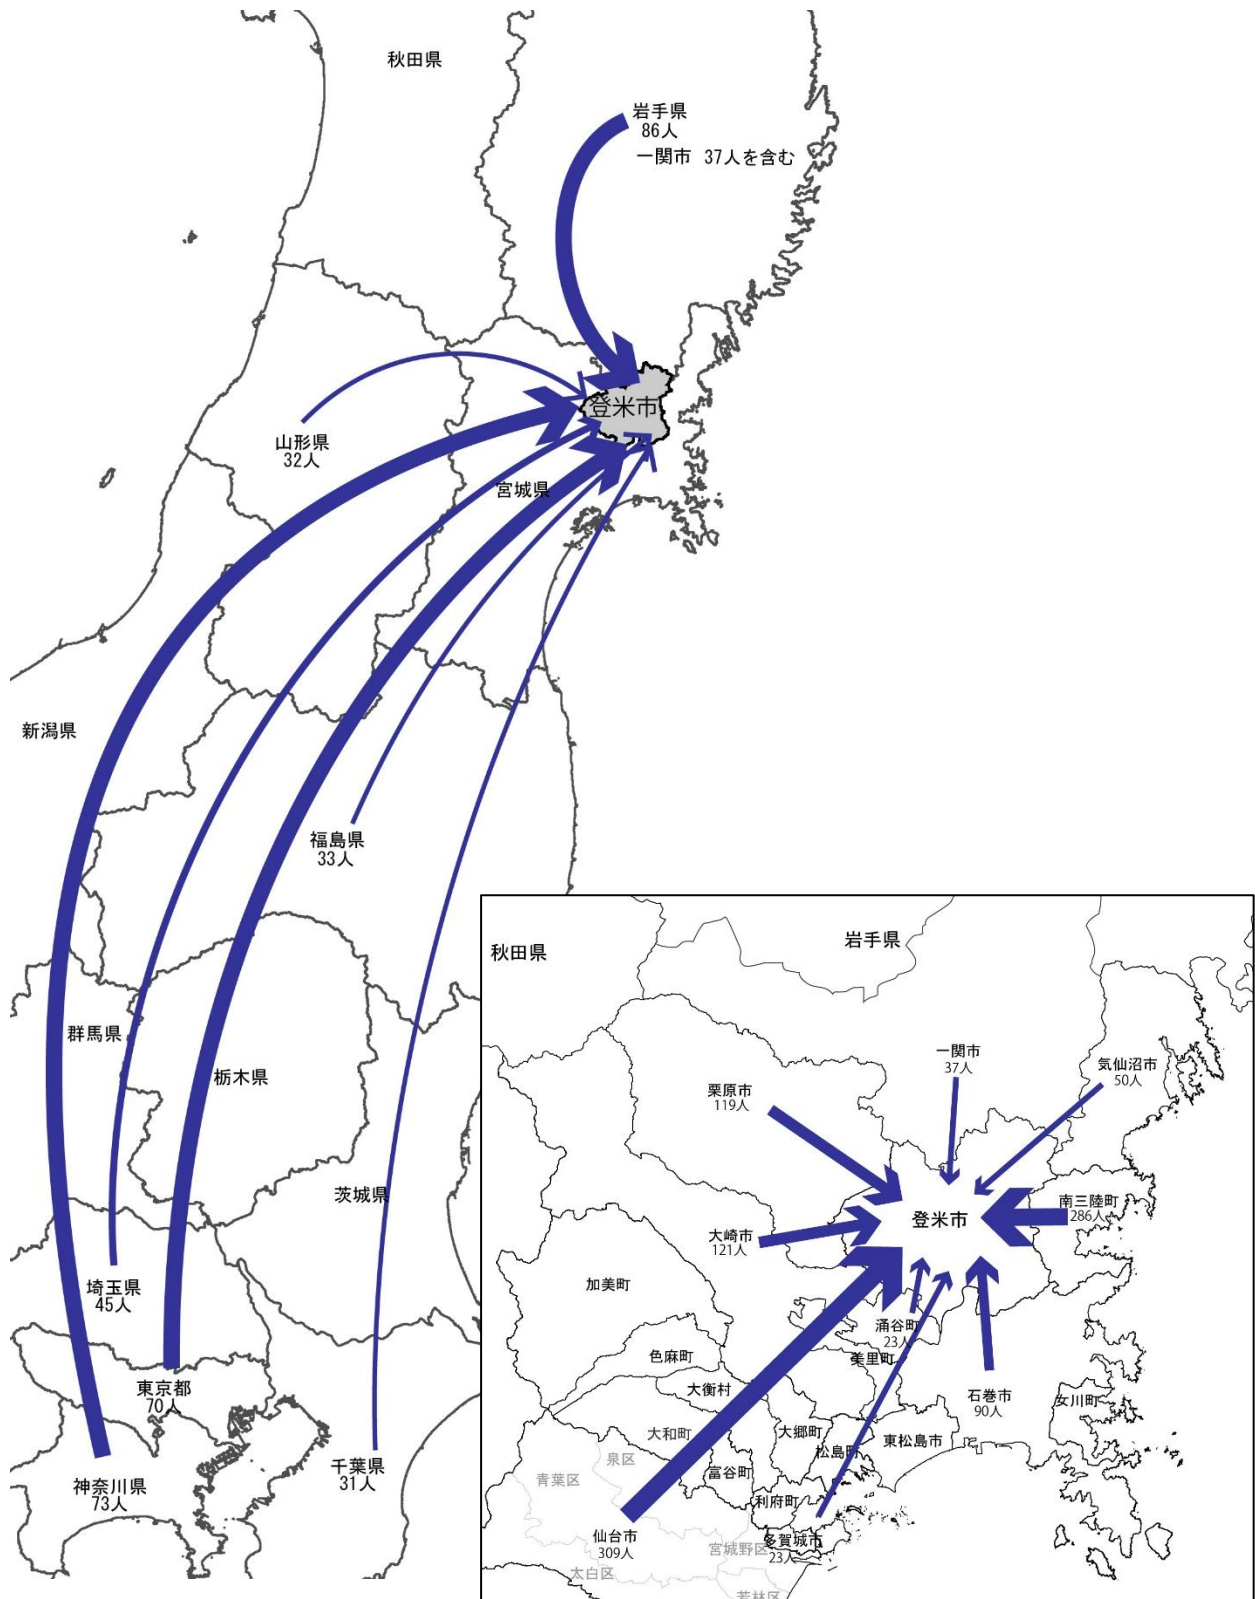 秋田県
岩手県
86人
一関市 37人を含む
登米市
山形県
32人
宮城県
新潟県
福島県
33人
群馬県
栃木県
茨城県
埼玉県
45人
東京都
70人
神奈川県
73人
千葉県
31人
秋田県
岩手県
一関市
37人
気仙沼市
50人
栗原市
119人
南三陸町
286人
登米市
大崎市
121人
加美町
涌谷町
23人
美里町
色麻町
大衡村
石巻市
90人
女川町
大和町
大郷町
松島町
東松島市
泉区
青葉区
富谷町
利府町
仙台市
309人
宮城野区
多賀城市
23人
太白区
若林区